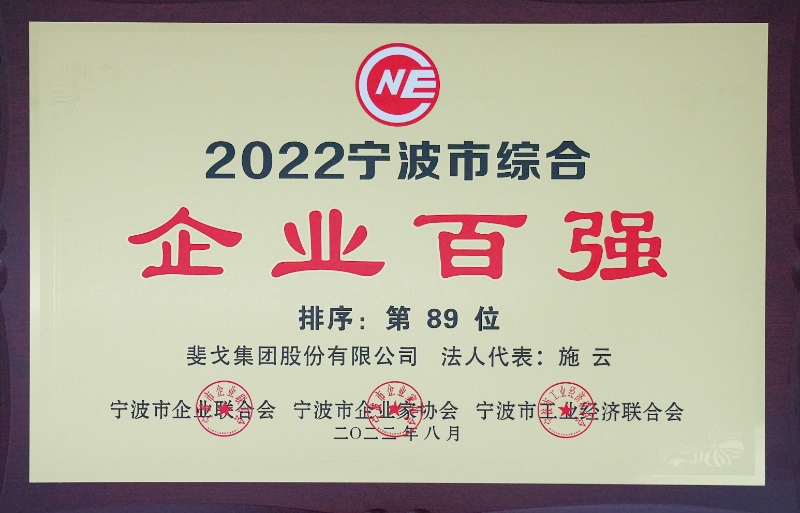 CNE
2022宁波市综合
企业百强
排序：第 89 位
斐戈集团股份有限公司 法人代表：施 云
宁波市企业联合会 宁波市企业家协会 宁波市工业经济联合会
二〇二二年八月